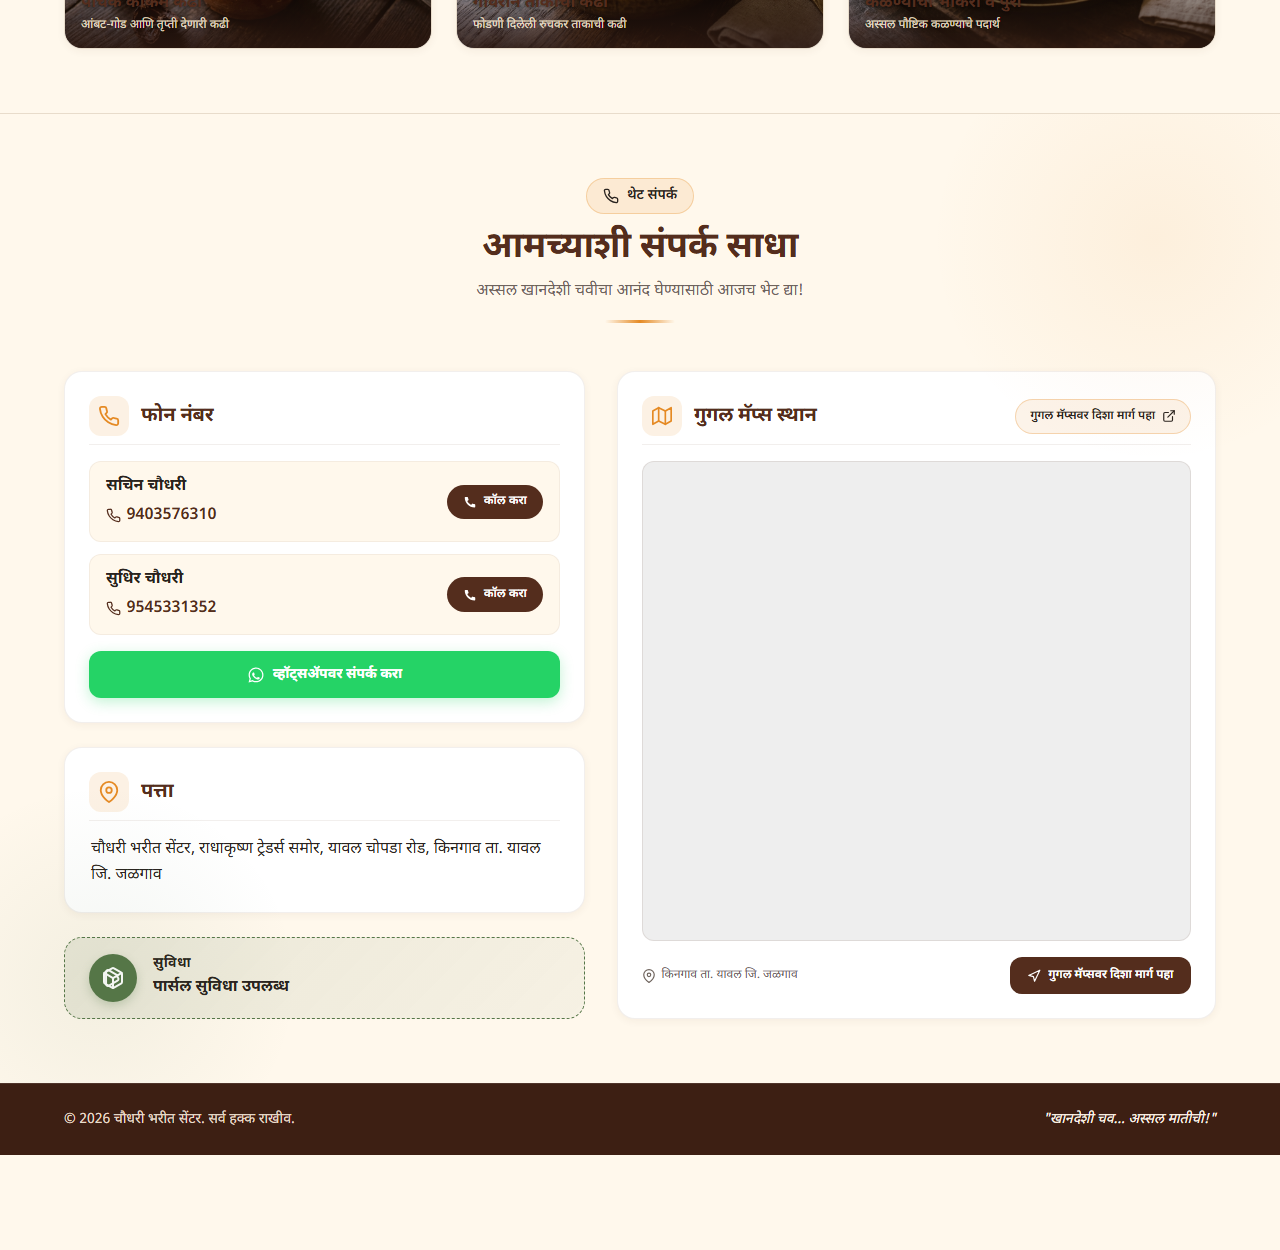 आंबट-गोड आणि तृप्ती देणारी कढी
फोडणी दिलेली रुचकर ताकाची कढी
अस्सल पौष्टिक कळण्याचे पदार्थ
थेट संपर्क
आमच्याशी संपर्क साधा
अस्सल खानदेशी चवीचा आनंद घेण्यासाठी आजच भेट द्या!
फोन नंबर
सचिन चौधरी
9403576310
कॉल करा
सुधिर चौधरी
9545331352
कॉल करा
व्हॉट्सॲपवर संपर्क करा
पत्ता
चौधरी भरीत सेंटर, राधाकृष्ण ट्रेडर्स समोर, यावल चोपडा रोड, किनगाव ता. यावल
जि. जळगाव
सुविधा
पार्सल सुविधा उपलब्ध
गुगल मॅप्स स्थान
गुगल मॅप्सवर दिशा मार्ग पहा
किनगाव ता. यावल जि. जळगाव
गुगल मॅप्सवर दिशा मार्ग पहा
© 2026 चौधरी भरीत सेंटर. सर्व हक्क राखीव.
"खानदेशी चव... अस्सल मातीची!"